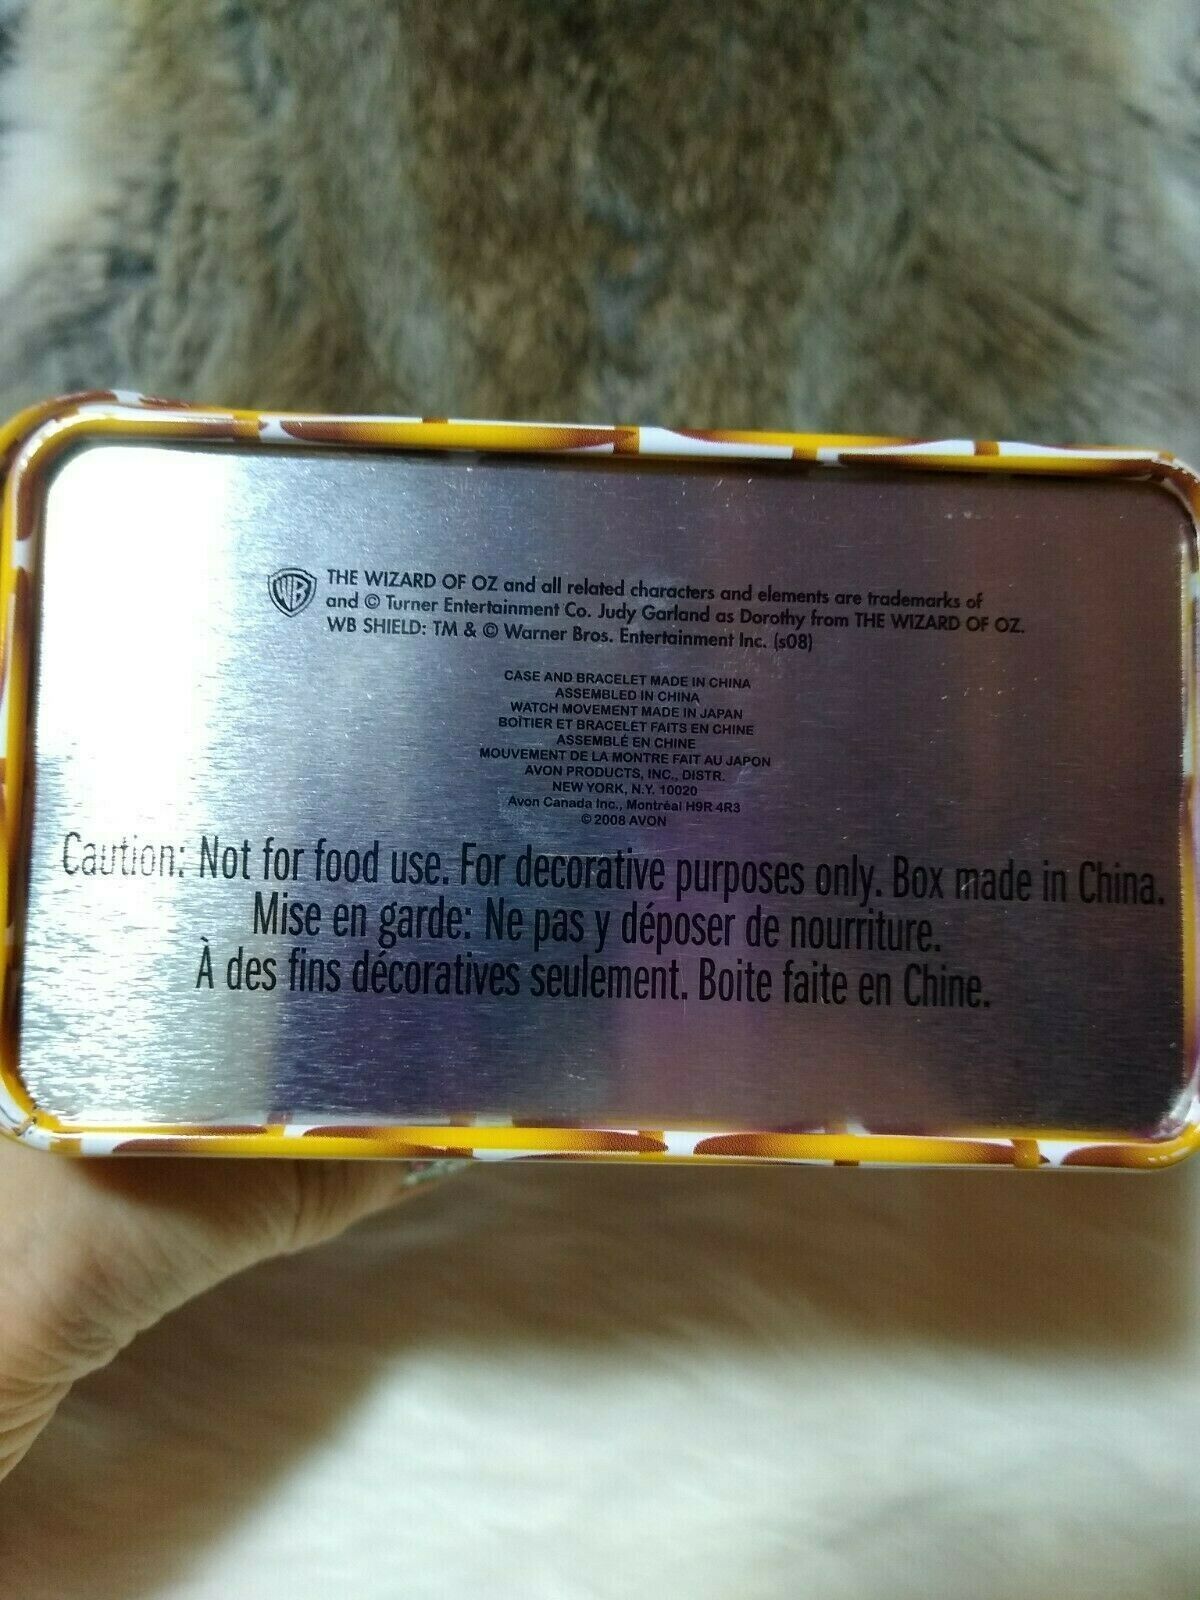 WB THE WIZARD OF OZ and all related characters and elements are trademarks of
and © Turner Entertainment Co. Judy Garland as Dorothy from THE WIZARD OF OZ.
WB SHIELD: TM & © Warner Bros. Entertainment Inc. (s08)
CASE AND BRACELET MADE IN CHINA
ASSEMBLED IN CHINA
WATCH MOVEMENT MADE IN JAPAN
BOÎTIER ET BRACELET FAITS EN CHINE
ASSEMBLÉ EN CHINE
MOUVEMENT DE LA MONTRE FAIT AU JAPON
AVON PRODUCTS, INC., DISTR.
NEW YORK, N.Y. 10020
Avon Canada Inc., Montréal H9R 4R3
© 2008 AVON
Caution: Not for food use. For decorative purposes only. Box made in China.
Mise en garde: Ne pas y déposer de nourriture.
À des fins décoratives seulement. Boite faite en Chine.